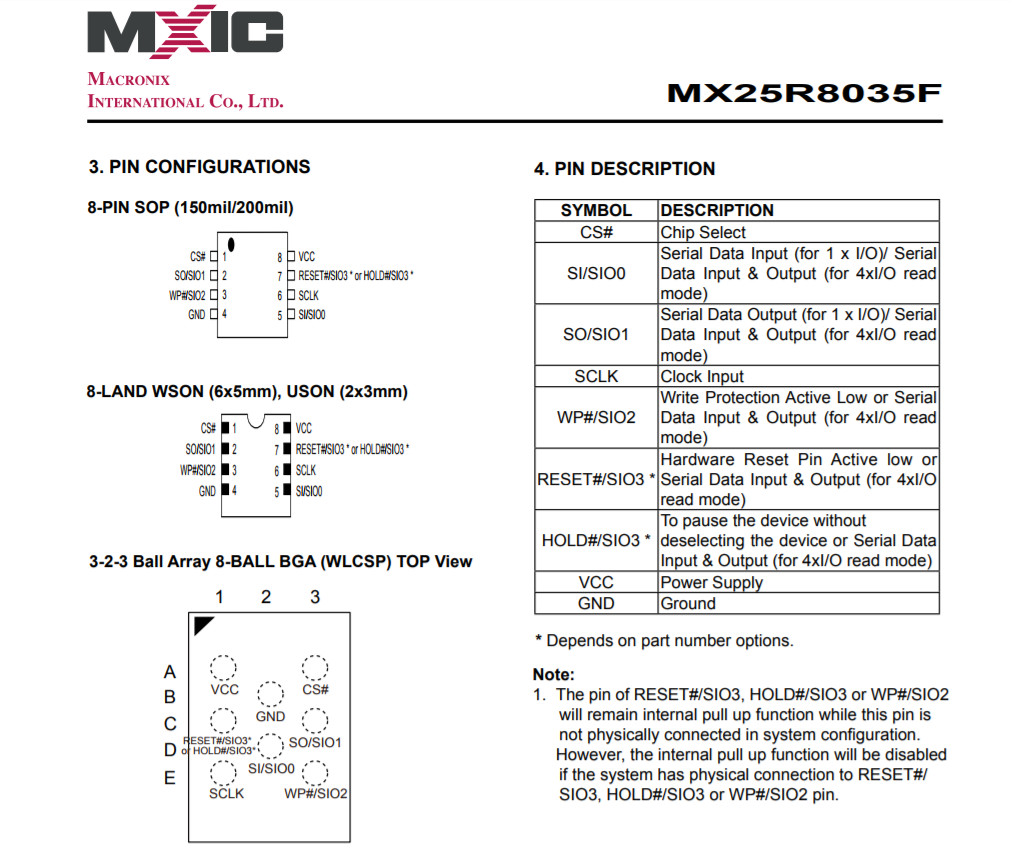 MXIC
MACRONIX
INTERNATIONAL CO., LTD.
MX25R8035F
3. PIN CONFIGURATIONS
8-PIN SOP (150mil/200mil)
CS# 1 8 VCC
SO/SIO1 2 7 RESET#/SIO3 * or HOLD#/SIO3 *
WP#/SIO2 3 6 SCLK
GND 4 5 SI/SIO0
8-LAND WSON (6x5mm), USON (2x3mm)
CS# 1 8 VCC
SO/SIO1 2 7 RESET#/SIO3 * or HOLD#/SIO3 *
WP#/SIO2 3 6 SCLK
GND 4 5 SI/SIO0
3-2-3 Ball Array 8-BALL BGA (WLCSP) TOP View
1 2 3
A
VCC CS#
B
GND
C
RESET#/SIO3* SO/SIO1
D or HOLD#/SIO3*
SI/SIO0
E
SCLK WP#/SIO2
4. PIN DESCRIPTION
SYMBOL DESCRIPTION
CS# Chip Select
Serial Data Input (for 1 x I/O)/ Serial
SI/SIO0 Data Input & Output (for 4xI/O read
mode)
Serial Data Output (for 1 x I/O)/ Serial
SO/SIO1 Data Input & Output (for 4xI/O read
mode)
SCLK Clock Input
Write Protection Active Low or Serial
WP#/SIO2 Data Input & Output (for 4xI/O read
mode)
Hardware Reset Pin Active low or
RESET#/SIO3 * Serial Data Input & Output (for 4xI/O
read mode)
To pause the device without
HOLD#/SIO3 * deselecting the device or Serial Data
Input & Output (for 4xI/O read mode)
VCC Power Supply
GND Ground
* Depends on part number options.
Note:
1. The pin of RESET#/SIO3, HOLD#/SIO3 or WP#/SIO2
will remain internal pull up function while this pin is
not physically connected in system configuration.
However, the internal pull up function will be disabled
if the system has physical connection to RESET#/
SIO3, HOLD#/SIO3 or WP#/SIO2 pin.